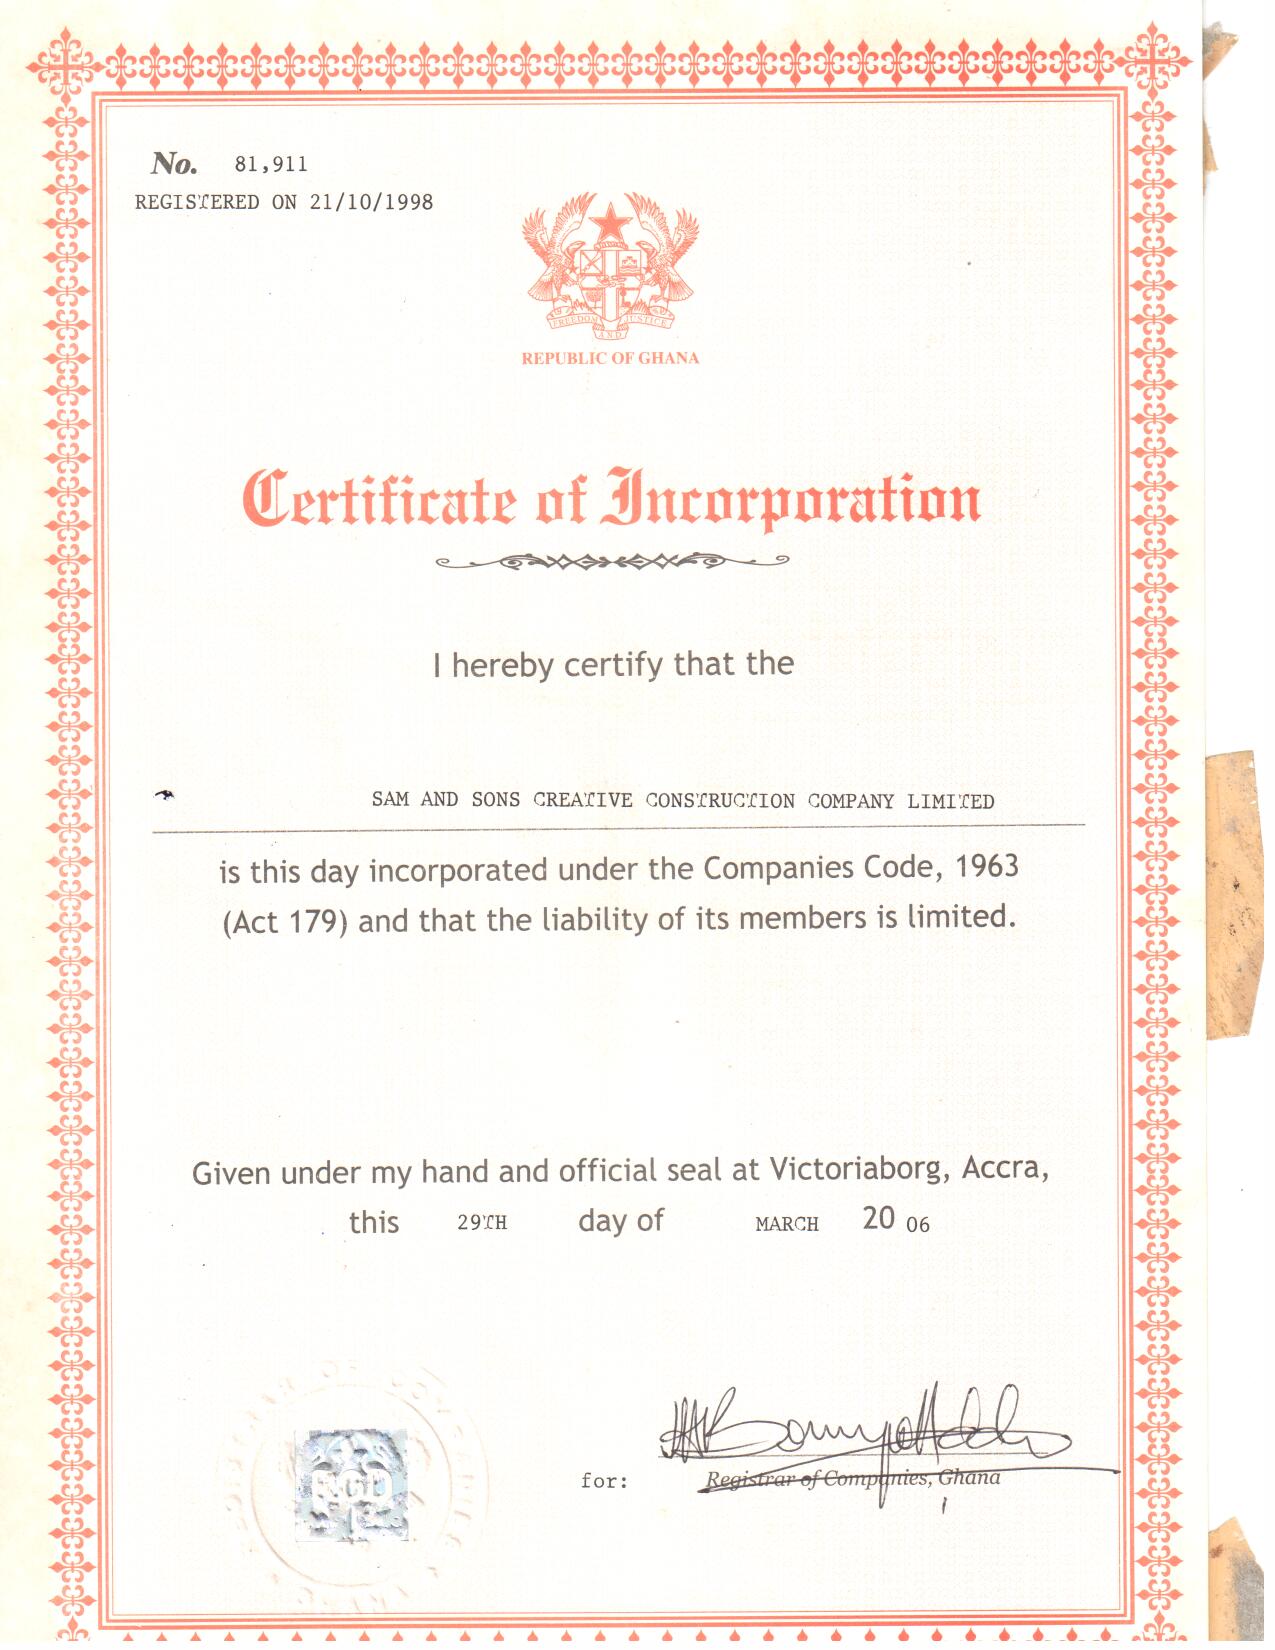 No. 81,911
REGISTERED ON 21/10/1998
FREEDOM AND JUSTICE
REPUBLIC OF GHANA
Certificate of Incorporation
I hereby certify that the
SAM AND SONS CREATIVE CONSTRUCTION COMPANY LIMITED
is this day incorporated under the Companies Code, 1963
(Act 179) and that the liability of its members is limited.
Given under my hand and official seal at Victoriaborg, Accra,
this 29TH day of MARCH 20 06
RGD
for: Registrar of Companies, Ghana